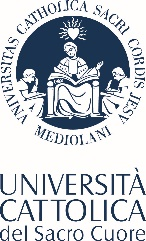 UNIVERSITAS CATHOLICA SACRI CORDIS IESU
MEDIOLANI
UNIVERSITÀ
CATTOLICA
del Sacro Cuore